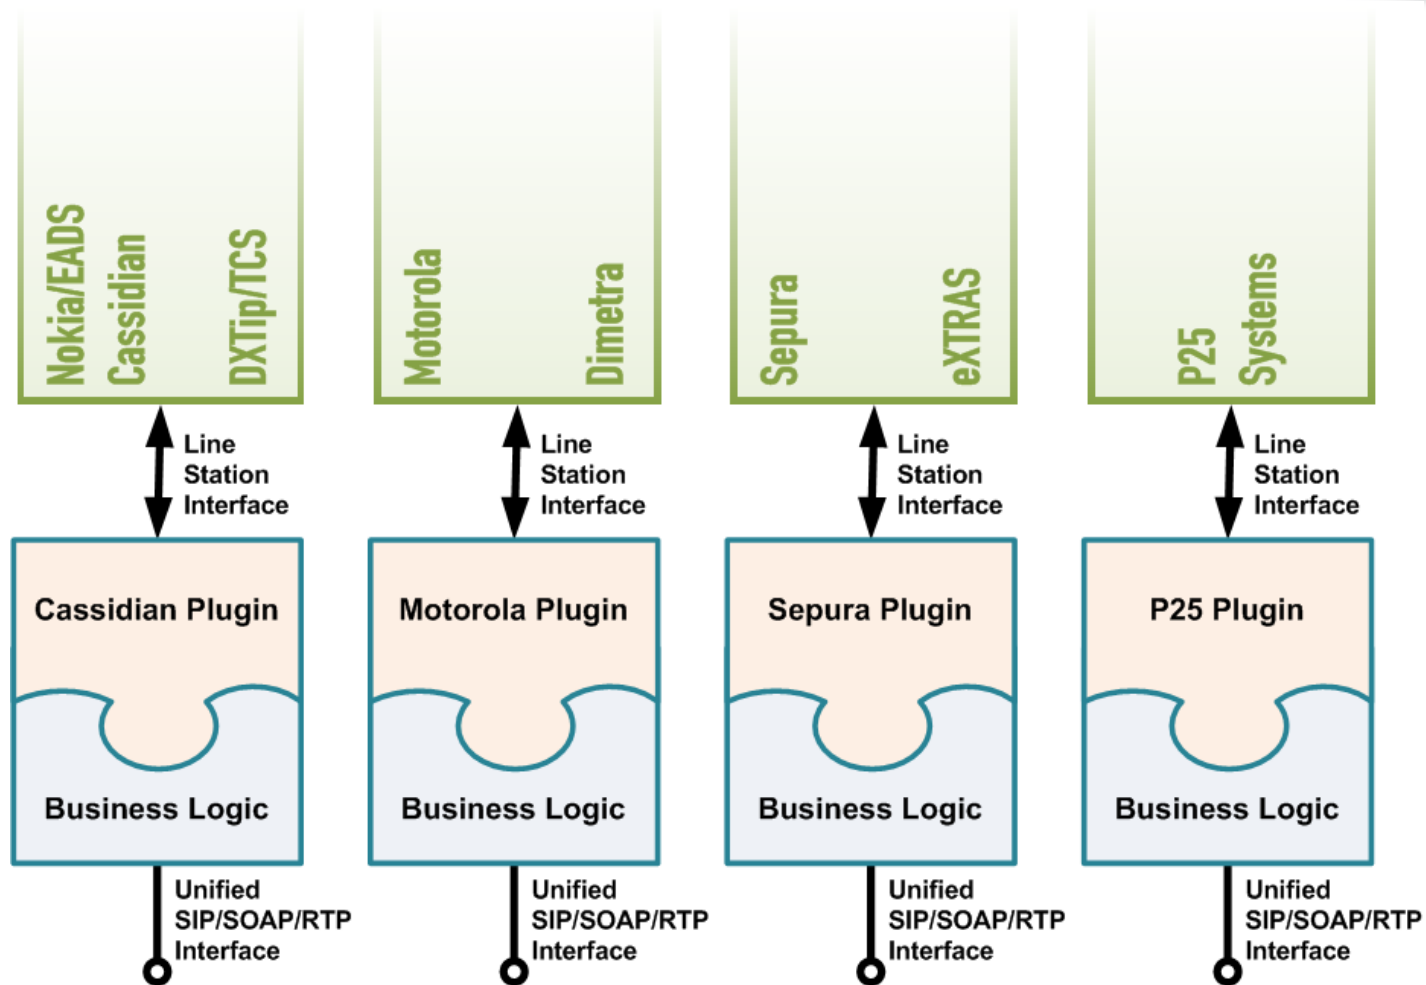 Nokia/EADS
Cassidian
DXTip/TCS
Motorola
Dimetra
Sepura
eXTRAS
P25
Systems
Line
Station
Interface
Line
Station
Interface
Line
Station
Interface
Line
Station
Interface
Cassidian Plugin
Motorola Plugin
Sepura Plugin
P25 Plugin
Business Logic
Business Logic
Business Logic
Business Logic
Unified
SIP/SOAP/RTP
Interface
Unified
SIP/SOAP/RTP
Interface
Unified
SIP/SOAP/RTP
Interface
Unified
SIP/SOAP/RTP
Interface